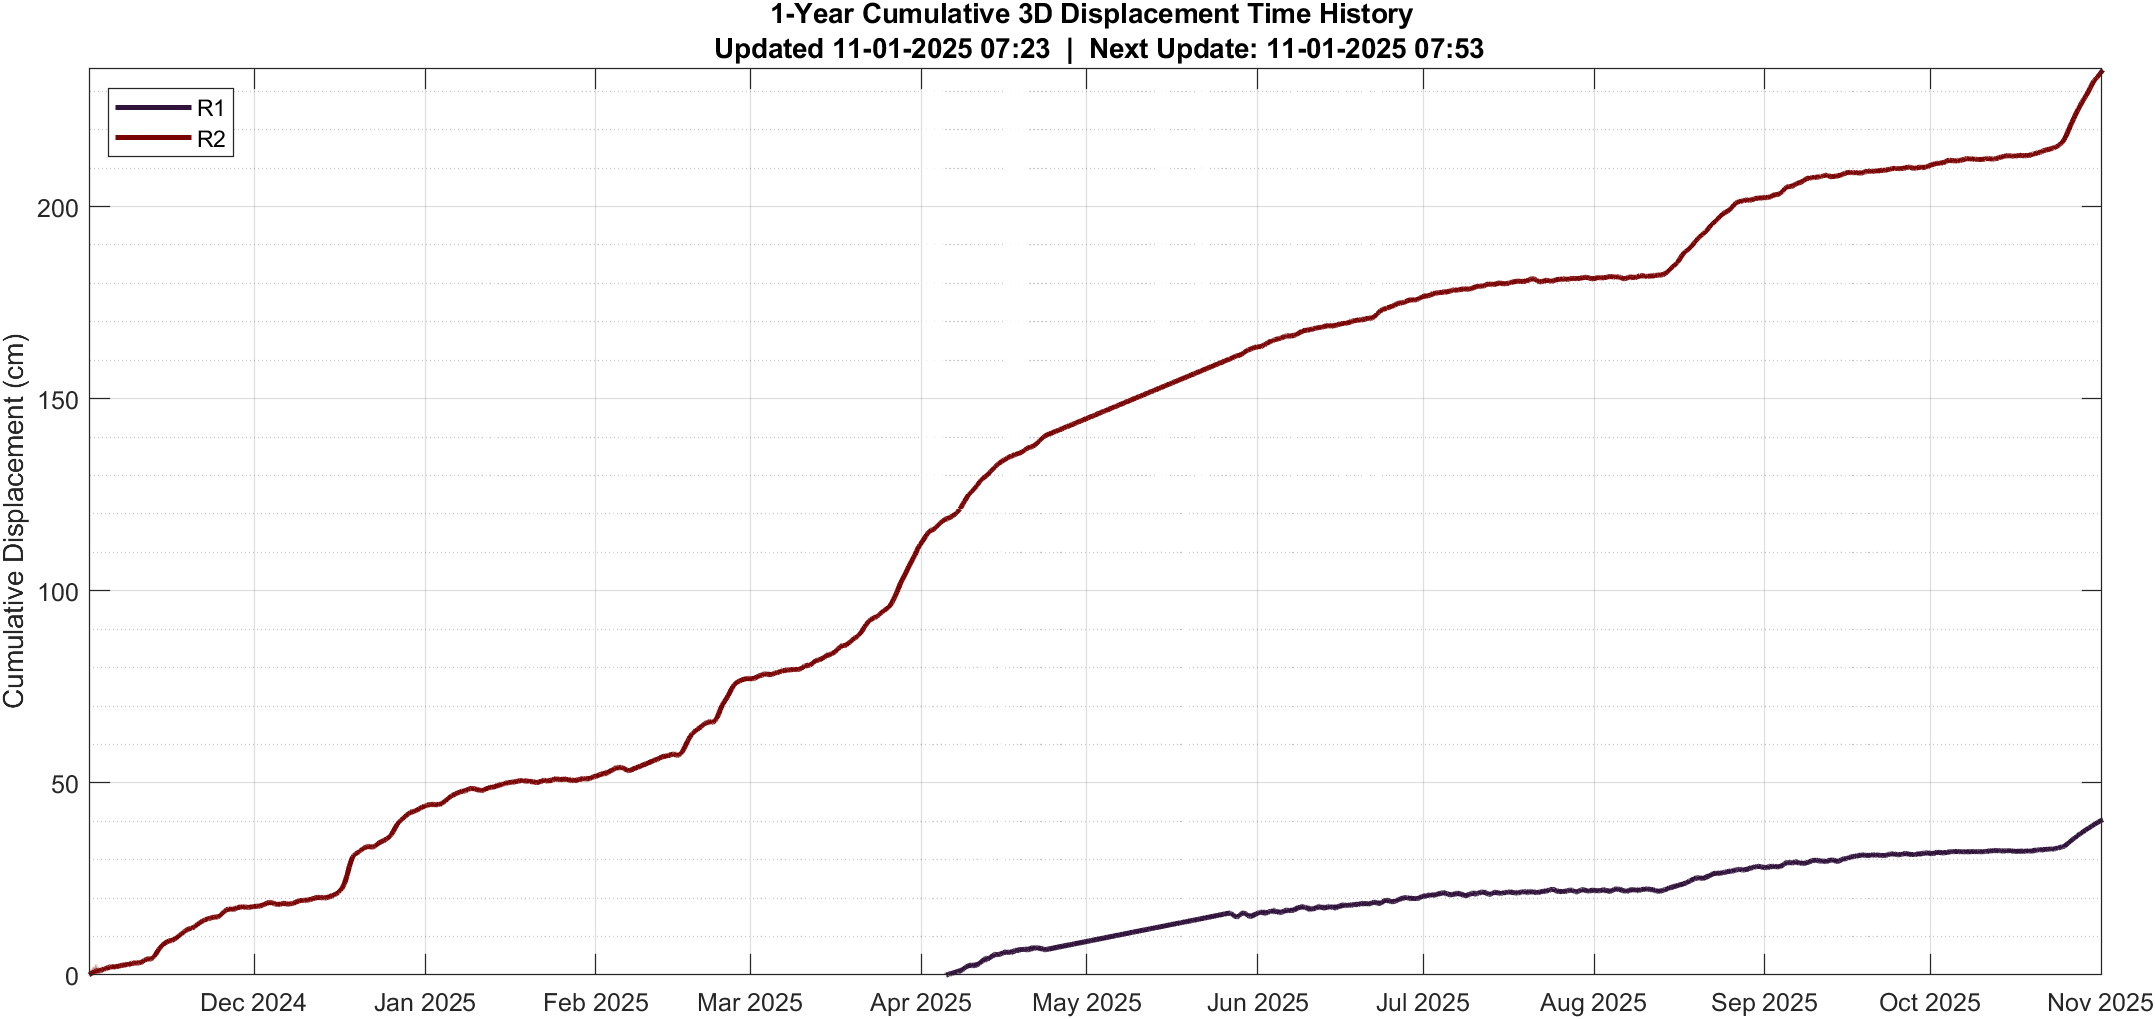 1-Year Cumulative 3D Displacement Time History
Updated 11-01-2025 07:23 | Next Update: 11-01-2025 07:53
R1
R2
Cumulative Displacement (cm)
200
150
100
50
0
Dec 2024
Jan 2025
Feb 2025
Mar 2025
Apr 2025
May 2025
Jun 2025
Jul 2025
Aug 2025
Sep 2025
Oct 2025
Nov 2025